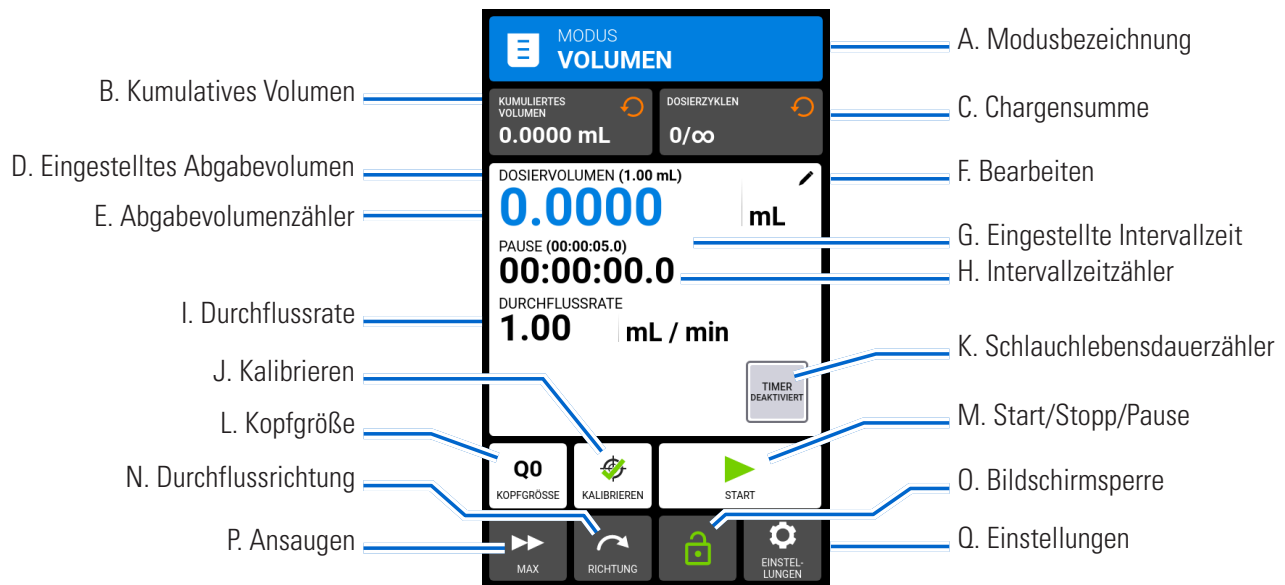 MODUS
VOLUMEN
A. Modusbezeichnung
B. Kumulatives Volumen
KUMULIERTES
VOLUMEN
0.0000 mL
DOSIERZYKLEN
0/∞
C. Chargensumme
D. Eingestelltes Abgabevolumen
DOSIERVOLUMEN (1.00 mL)
F. Bearbeiten
E. Abgabevolumenzähler
0.0000 mL
PAUSE (00:00:05.0)
G. Eingestellte Intervallzeit
00:00:00.0
H. Intervallzeitzähler
DURCHFLUSSRATE
I. Durchflussrate
1.00 mL / min
K. Schlauchlebensdauerzähler
J. Kalibrieren
TIMER
DEAKTIVIERT
L. Kopfgröße
M. Start/Stopp/Pause
Q0
KOPFGRÖSSE
KALIBRIEREN
START
N. Durchflussrichtung
O. Bildschirmsperre
P. Ansaugen
MAX
RICHTUNG
EINSTEL-
LUNGEN
Q. Einstellungen